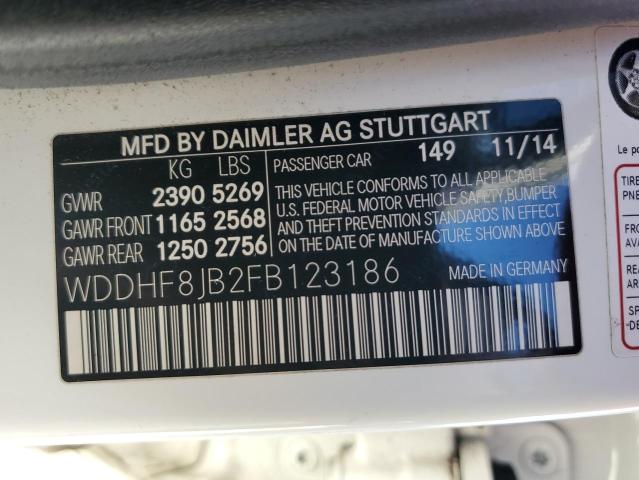 MFD BY DAIMLER AG STUTTGART
KG LBS
GVWR 2390 5269
GAWR FRONT 1165 2568
GAWR REAR 1250 2756
PASSENGER CAR 149 11/14
THIS VEHICLE CONFORMS TO ALL APPLICABLE
U.S. FEDERAL MOTOR VEHICLE SAFETY, BUMPER
AND THEFT PREVENTION STANDARDS IN EFFECT
ON THE DATE OF MANUFACTURE SHOWN ABOVE
WDDHF8JB2FB123186
MADE IN GERMANY
Le po
TIRE
PNE
FRO
AVA
REA
ARR
SP
DE